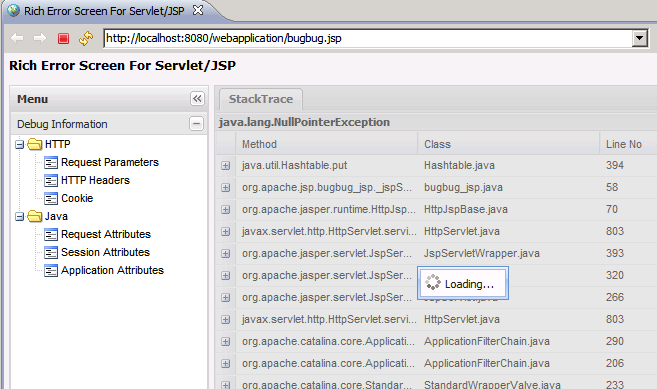 Rich Error Screen For Servlet/JSP
http://localhost:8080/webapplication/bugbug.jsp
Rich Error Screen For Servlet/JSP
Menu
Debug Information
HTTP
Request Parameters
HTTP Headers
Cookie
Java
Request Attributes
Session Attributes
Application Attributes
StackTrace
java.lang.NullPointerException
Method Class Line No
java.util.Hashtable.put Hashtable.java 394
org.apache.jsp.bugbug_jsp._jspS... bugbug_jsp.java 58
org.apache.jasper.runtime.HttpJsp... HttpJspBase.java 70
javax.servlet.http.HttpServlet.servi... HttpServlet.java 803
org.apache.jasper.servlet.JspServ... JspServletWrapper.java 393
org.apache.jasper.servlet.JspServ... 320
Loading...
org.apache.jasper.servlet.JspServ... 266
javax.servlet.http.HttpServlet.servi... HttpServlet.java 803
org.apache.catalina.core.Applicati... ApplicationFilterChain.java 290
org.apache.catalina.core.Applicati... ApplicationFilterChain.java 206
org.apache.catalina.core.Standar... StandardWrapperValve.java 233